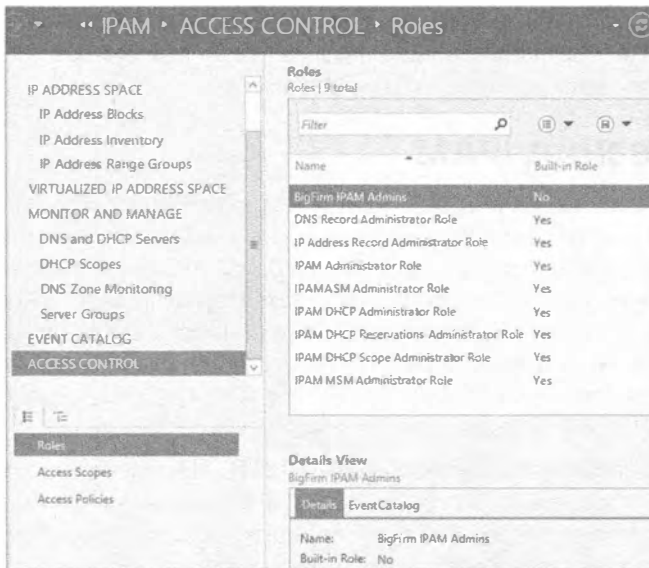 IPAM ▸ ACCESS CONTROL ▸ Roles
IP ADDRESS SPACE
IP Address Blocks
IP Address Inventory
IP Address Range Groups
VIRTUALIZED IP ADDRESS SPACE
MONITOR AND MANAGE
DNS and DHCP Servers
DHCP Scopes
DNS Zone Monitoring
Server Groups
EVENT CATALOG
ACCESS CONTROL
Roles
Access Scopes
Access Policies
Roles
Roles | 9 total
Filter
Name Built-in Role
BigFirm IPAM Admins No
DNS Record Administrator Role Yes
IP Address Record Administrator Role Yes
IPAM Administrator Role Yes
IPAM ASM Administrator Role Yes
IPAM DHCP Administrator Role Yes
IPAM DHCP Reservations Administrator Role Yes
IPAM DHCP Scope Administrator Role Yes
IPAM MSM Administrator Role Yes
Details View
BigFirm IPAM Admins
Details Event Catalog
Name: BigFirm IPAM Admins
Built-in Role: No